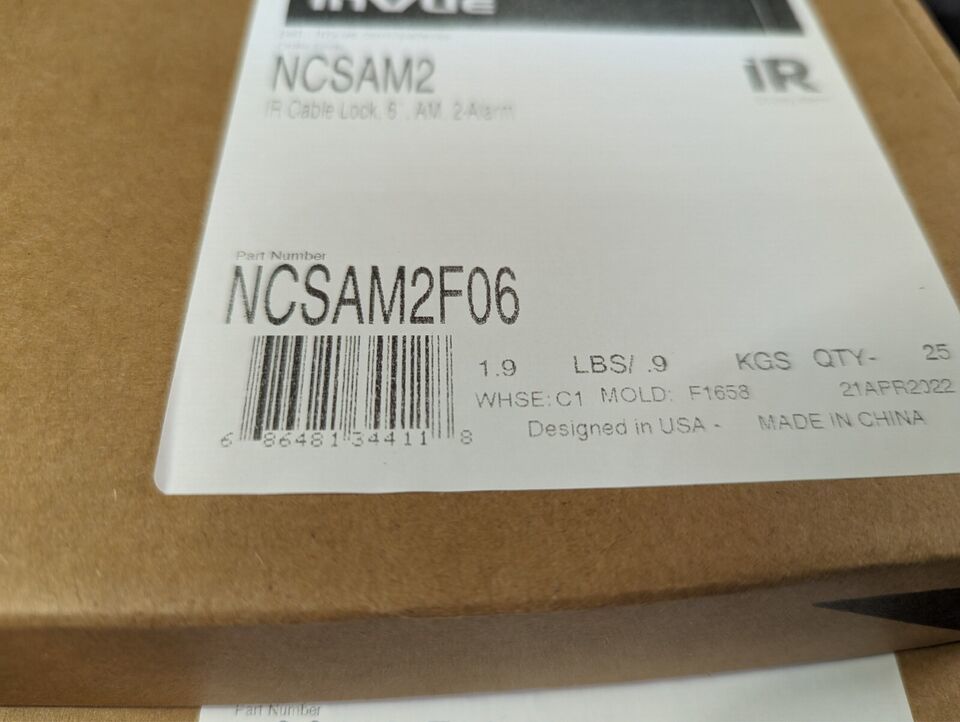 InVue
NCSAM2
iR
IR Cable Lock, 6", AM, 2-Alarm
Part Number
NCSAM2F06
1.9 LBS/ .9 KGS QTY- 25
WHSE: C1 MOLD: F1658 21APR2022
Designed in USA - MADE IN CHINA
6 86481 34411 8
Part Number